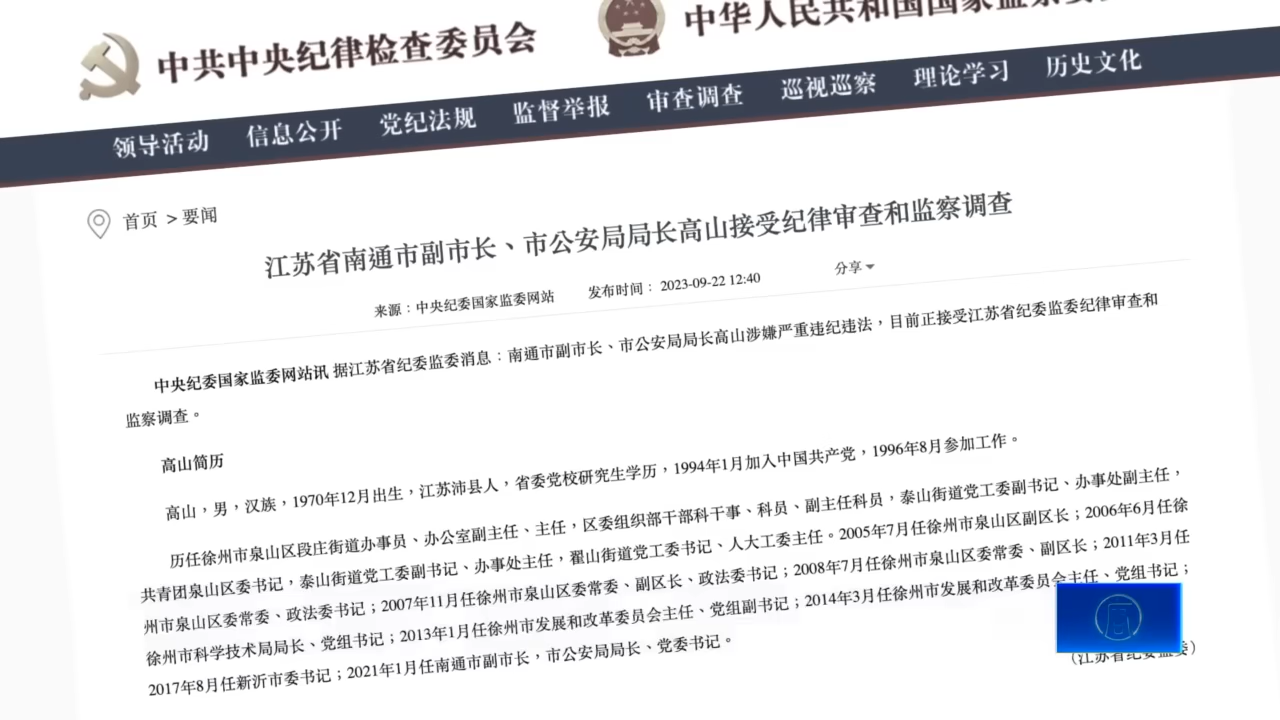 中共中央纪律检查委员会
中华人民共和国国家监察委
领导活动 信息公开 党纪法规 监督举报 审查调查 巡视巡察 理论学习 历史文化
首页 > 要闻
江苏省南通市副市长、市公安局局长高山接受纪律审查和监察调查
来源：中央纪委国家监委网站 发布时间： 2023-09-22 12:40 分享
中央纪委国家监委网站讯 据江苏省纪委监委消息：南通市副市长、市公安局局长高山涉嫌严重违纪违法，目前正接受江苏省纪委监委纪律审查和
监察调查。
高山简历
高山，男，汉族，1970年12月出生，江苏沛县人，省委党校研究生学历，1994年1月加入中国共产党，1996年8月参加工作。
历任徐州市泉山区段庄街道办事员、办公室副主任、主任，区委组织部干部科干事、科员、副主任科员，泰山街道党工委副书记、办事处副主任，
共青团泉山区委书记，泰山街道党工委副书记、办事处主任，翟山街道党工委书记、人大工委主任。2005年7月任徐州市泉山区副区长；2006年6月任徐
州市泉山区委常委、政法委书记；2007年11月任徐州市泉山区委常委、副区长、政法委书记；2008年7月任徐州市泉山区委常委、副区长；2011年3月任
徐州市科学技术局局长、党组书记；2013年1月任徐州市发展和改革委员会主任、党组副书记；2014年3月任徐州市发展和改革委员会主任、党组书记；
2017年8月任新沂市委书记；2021年1月任南通市副市长，市公安局局长、党委书记。
（江苏省纪委监委）